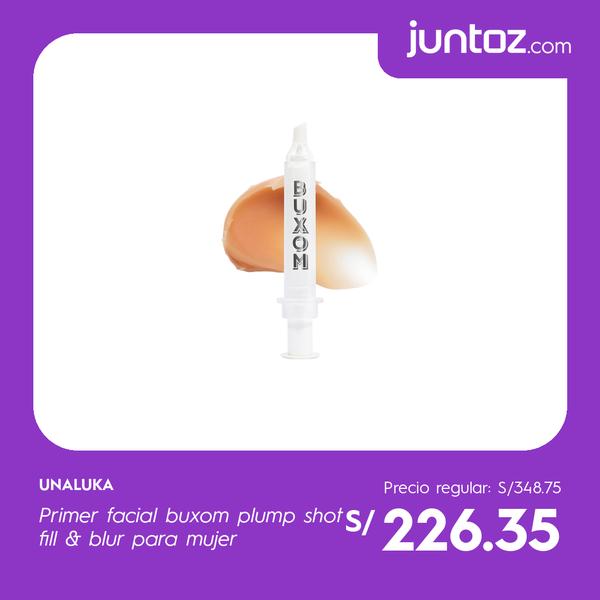 juntoz.com
BUXOM
UNALUKA
Primer facial buxom plump shot
fill & blur para mujer
Precio regular: S/348.75
S/ 226.35